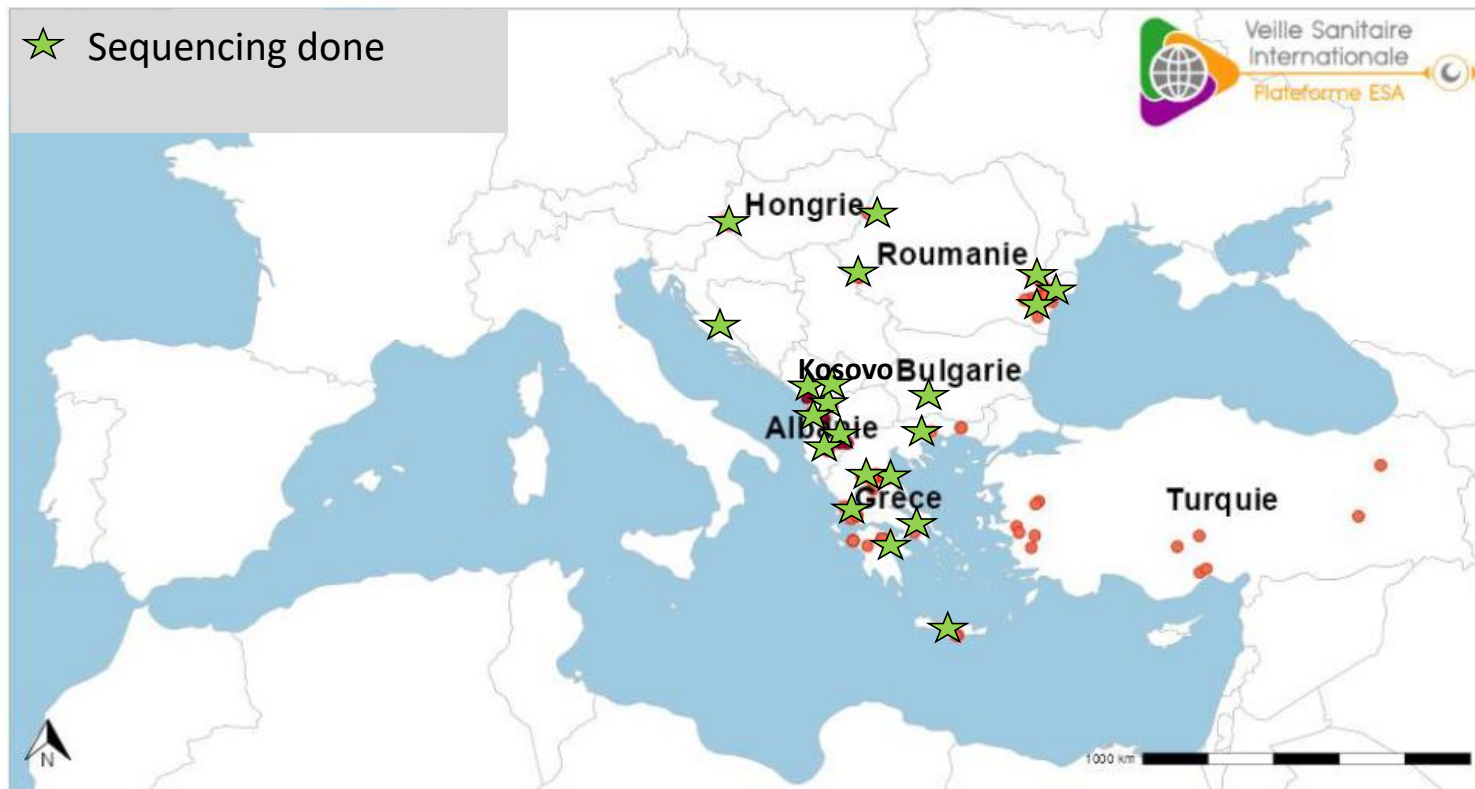 Sequencing done
Veille Sanitaire
Internationale
Plateforme ESA
Hongrie
Roumanie
Kosovo
Bulgarie
Albanie
Grèce
Turquie
N
1000 km